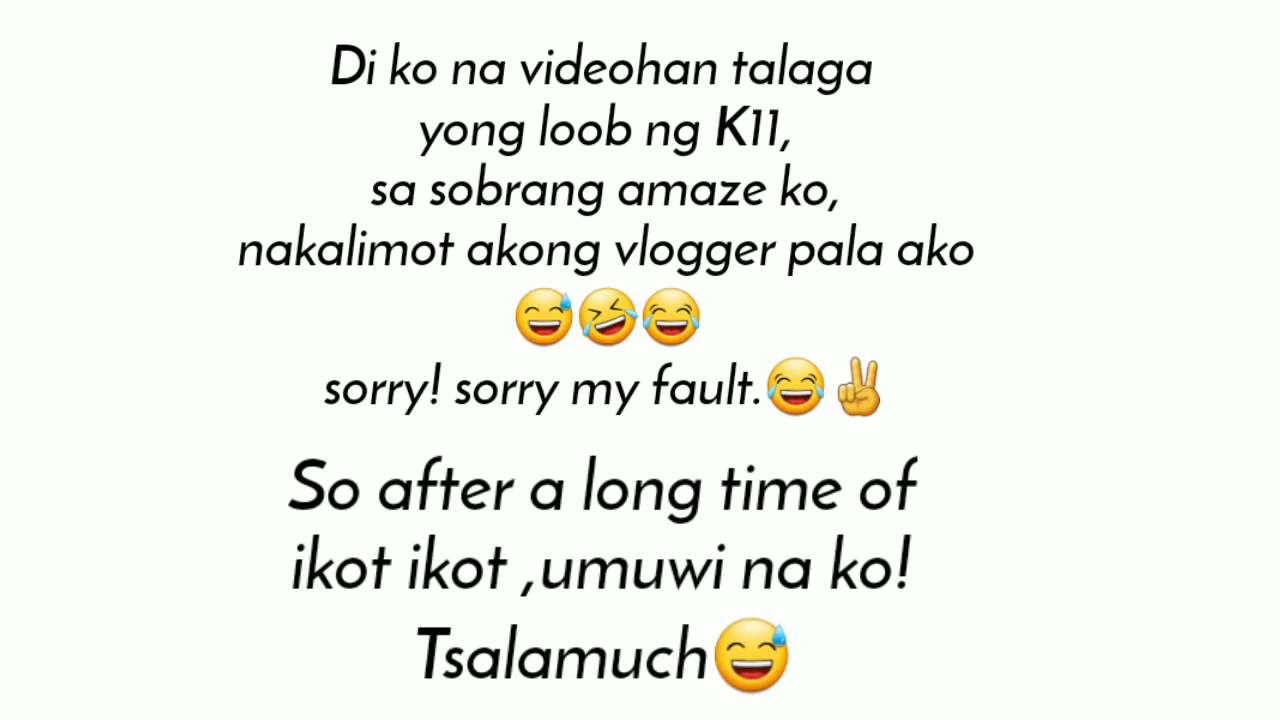 Di ko na videohan talaga
yong loob ng K11,
sa sobrang amaze ko,
nakalimot akong vlogger pala ako
😅🤣😂
sorry! sorry my fault.😂✌
So after a long time of
ikot ikot ,umuwi na ko!
Tsalamuch😅